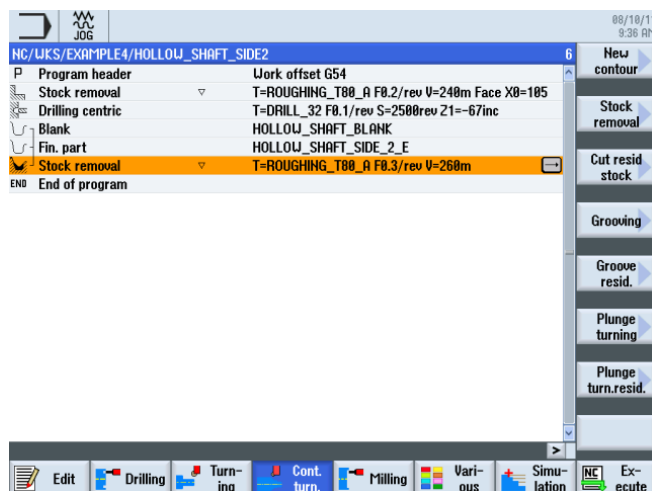 JOG
08/10/1
9:36 AM
NC/WKS/EXAMPLE4/HOLLOW_SHAFT_SIDE2 6
P Program header Work offset G54
Stock removal ▽ T=ROUGHING_T80_A F0.2/rev V=240m Face X0=105
Drilling centric T=DRILL_32 F0.1/rev S=2500rev Z1=-67inc
Blank HOLLOW_SHAFT_BLANK
Fin. part HOLLOW_SHAFT_SIDE_2_E
Stock removal ▽ T=ROUGHING_T80_A F0.3/rev V=260m
END End of program
New
contour
Stock
removal
Cut resid
stock
Grooving
Groove
resid.
Plunge
turning
Plunge
turn.resid.
>
Edit
Drilling
Turn-
ing
Cont.
turn.
Milling
Vari-
ous
Simu-
lation
NC Ex-
ecute